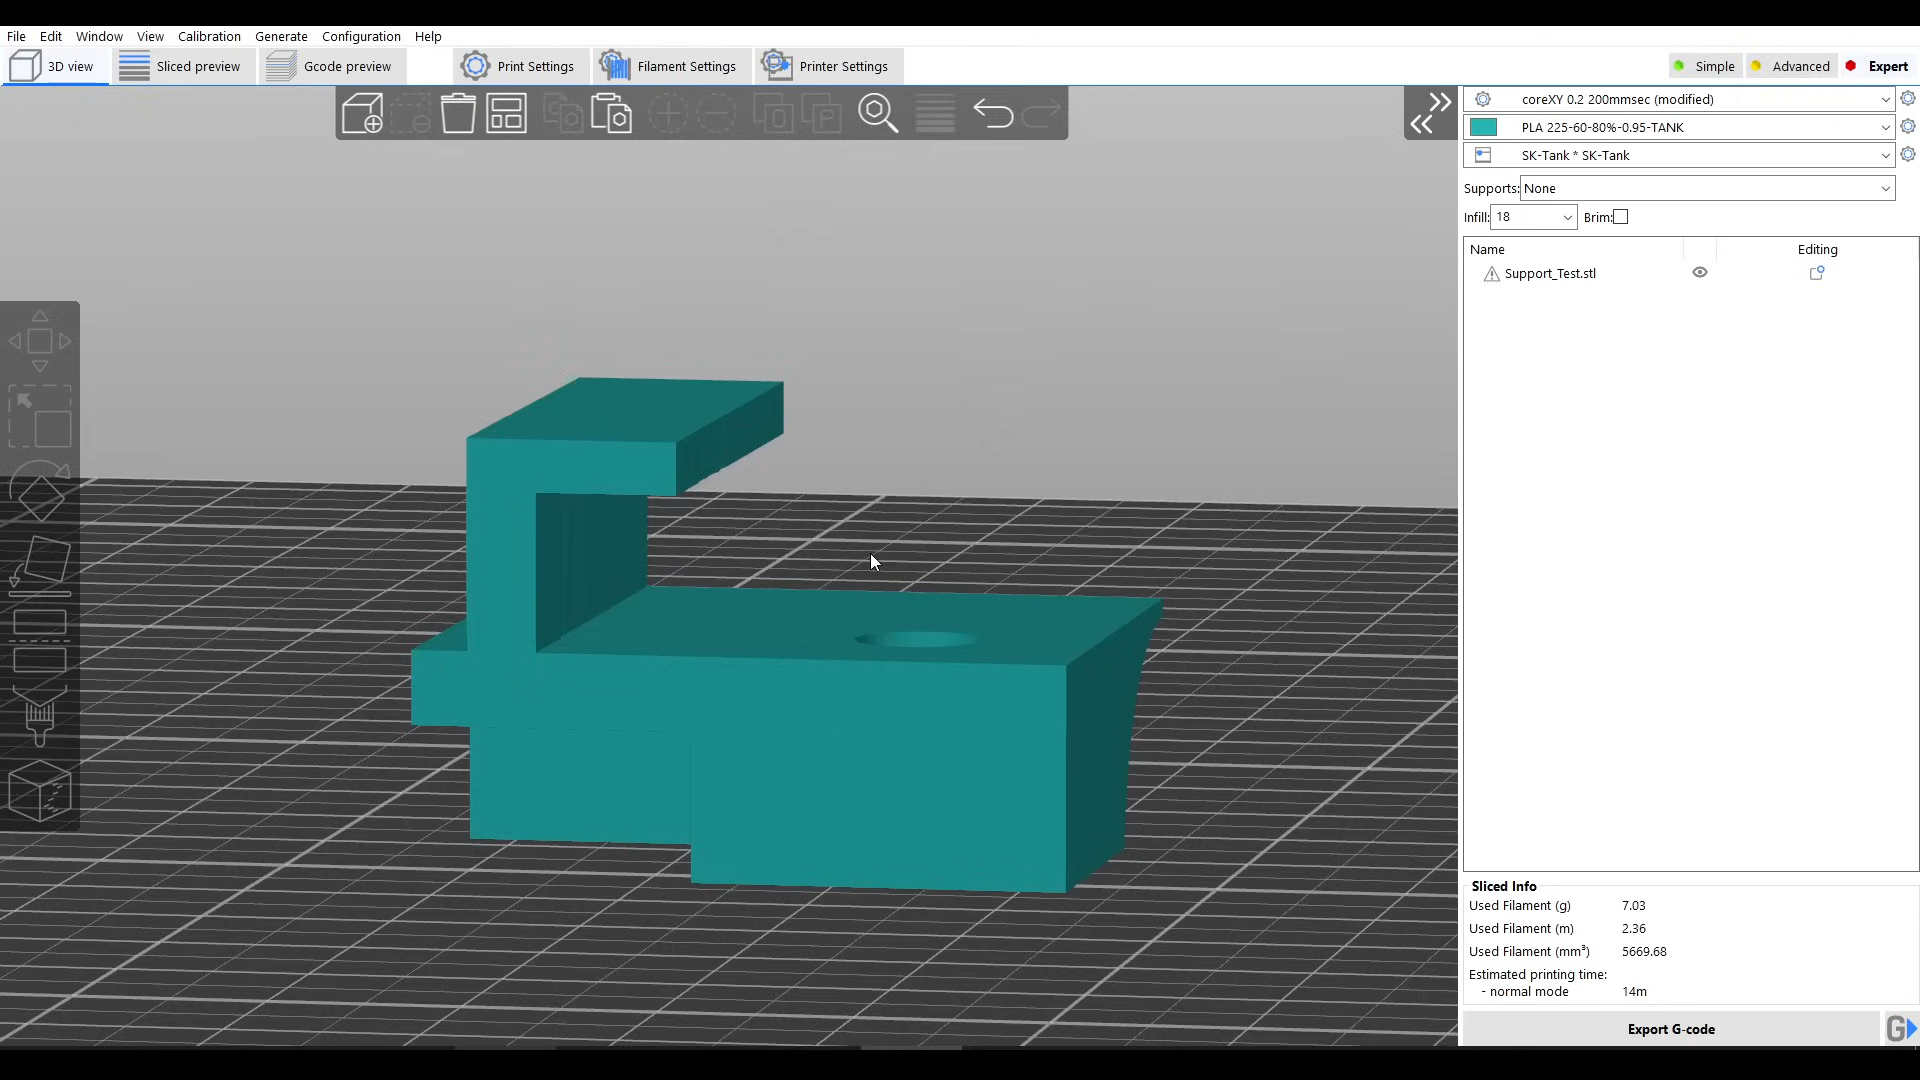 File Edit Window View Calibration Generate Configuration Help
3D view Sliced preview Gcode preview Print Settings Filament Settings Printer Settings Simple Advanced Expert
coreXY 0.2 200mmsec (modified)
PLA 225-60-80%-0.95-TANK
SK-Tank * SK-Tank
Supports: None
Infill: 18 Brim:
Name Editing
Support_Test.stl
Sliced Info
Used Filament (g) 7.03
Used Filament (m) 2.36
Used Filament (mm³) 5669.68
Estimated printing time:
- normal mode 14m
Export G-code G